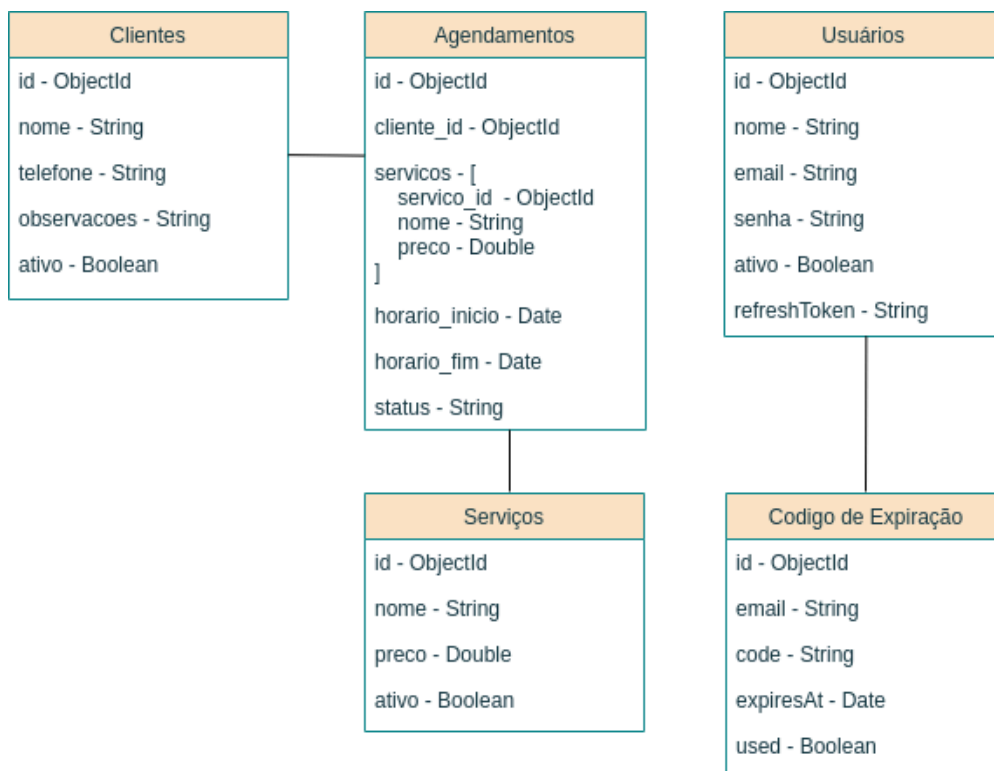 Clientes
id - ObjectId
nome - String
telefone - String
observacoes - String
ativo - Boolean
Agendamentos
id - ObjectId
cliente_id - ObjectId
servicos - [
servico_id - ObjectId
nome - String
preco - Double
]
horario_inicio - Date
horario_fim - Date
status - String
Usuários
id - ObjectId
nome - String
email - String
senha - String
ativo - Boolean
refreshToken - String
Serviços
id - ObjectId
nome - String
preco - Double
ativo - Boolean
Codigo de Expiração
id - ObjectId
email - String
code - String
expiresAt - Date
used - Boolean